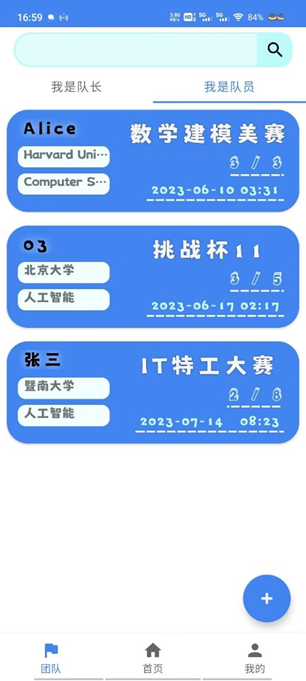 16:59 84%
我是队长 我是队员
Alice 数学建模美赛
Harvard Uni… 3 / 3
Computer S… 2023-06-10 03:31
03 挑战杯11
北京大学 3 / 5
人工智能 2023-06-17 02:17
张三 IT特工大赛
暨南大学 2 / 8
人工智能 2023-07-14 08:23
+
团队 首页 我的